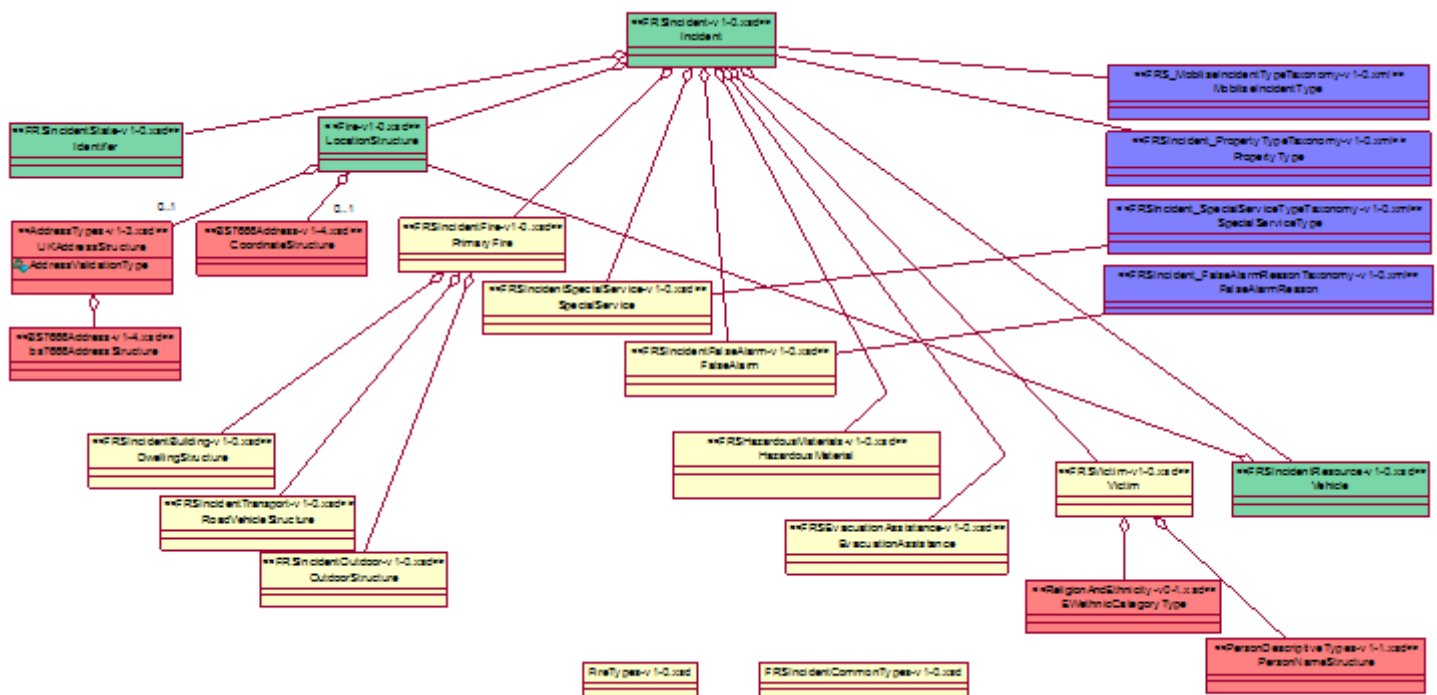 **FRSIncident-v1-0.xsd**
Incident
**FRS_MobiliseIncidentTypeTaxonomy-v1-0.xml**
MobiliseIncidentType
**FRSIncidentState-v1-0.xsd**
Identifer
**Fire-v1-0.xsd**
LocationStructure
**FRSIncident_PropertyTypeTaxonomy-v1-0.xml**
PropertyType
0..1
0..1
**AddressTypes-v1-3.xsd**
UKAddressStructure
AddressValidationType
**BS7666Address-v1-4.xsd**
CoordinateStructure
**FRSIncidentFire-v1-0.xsd**
Primary Fire
**FRSIncident_SpecialServiceTypeTaxonomy-v1-0.xml**
SpecialServiceType
**FRSIncidentSpecialService-v1-0.xsd**
SpecialService
**FRSIncident_FalseAlarmReasonTaxonomy-v1-0.xml**
FalseAlarmReason
**BS7666Address-v1-4.xsd**
bs7666AddressStructure
**FRSIncidentFalseAlarm-v1-0.xsd**
FalseAlarm
**FRSIncidentBuilding-v1-0.xsd**
DwellingStructure
**FRSHazardousMaterials-v1-0.xsd**
Hazardous Material
**FRSVictim-v1-0.xsd**
Victim
**FRSIncidentResource-v1-0.xsd**
Vehicle
**FRSIncidentTransport-v1-0.xsd**
RoadVehicleStructure
**FRSEvacuationAssistance-v1-0.xsd**
EvacuationAssistance
**FRSIncidentOutdoor-v1-0.xsd**
OutdoorStructure
**ReligionAndEthnicity-v0-1.xsd**
EWethnicCategoryType
**PersonDescriptiveTypes-v1-1.xsd**
PersonNameStructure
FireTypes-v1-0.xsd
FRSIncidentCommonTypes-v1-0.xsd